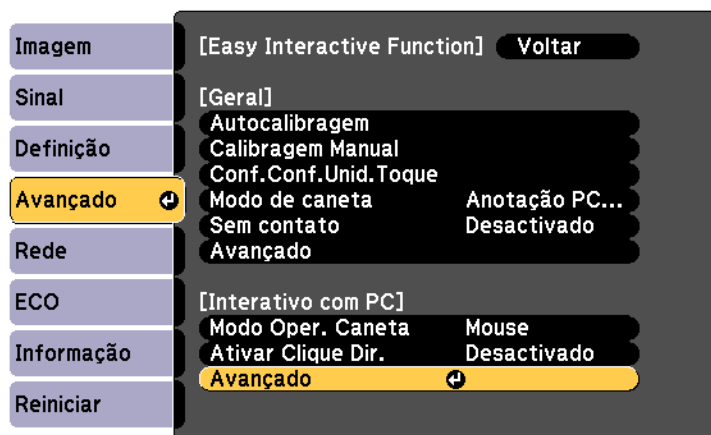 Imagem
Sinal
Definição
Avançado
Rede
ECO
Informação
Reiniciar
[Easy Interactive Function] Voltar
[Geral]
Autocalibragem
Calibragem Manual
Conf.Conf.Unid.Toque
Modo de caneta Anotação PC...
Sem contato Desactivado
Avançado
[Interativo com PC]
Modo Oper. Caneta Mouse
Ativar Clique Dir. Desactivado
Avançado